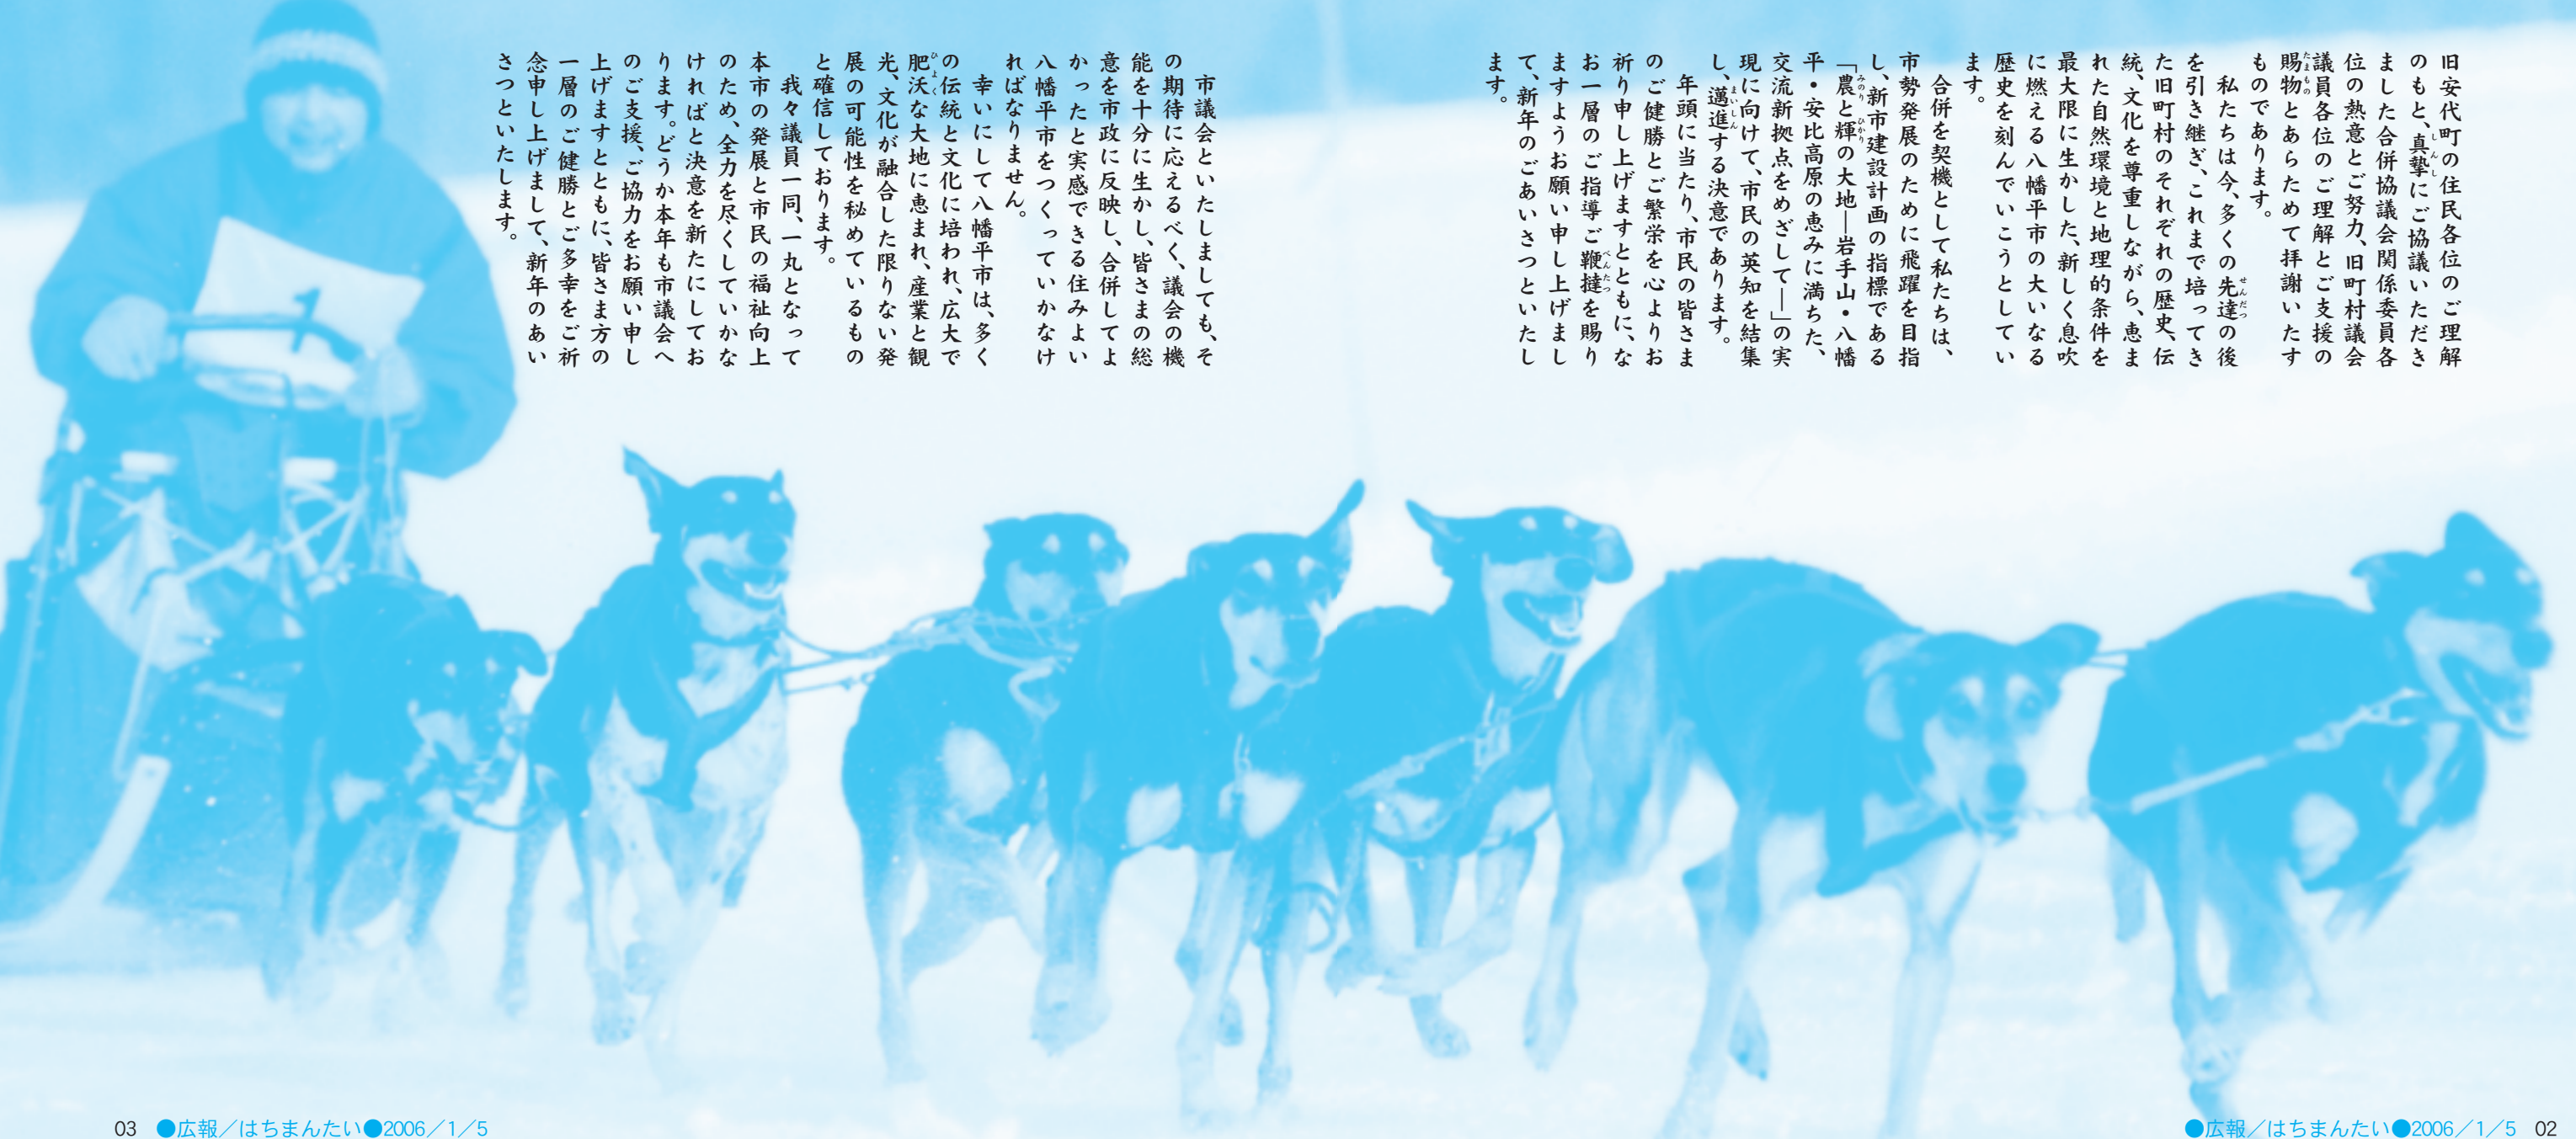 旧安代町の住民各位のご理解
のもと、真摯にご協議いただき
ました合併協議会関係委員各
位の熱意とご努力、旧町村議会
議員各位のご理解とご支援の
賜物とあらためて拝謝いたす
ものであります。
私たちは今、多くの先達の後
を引き継ぎ、これまで培ってき
た旧町村のそれぞれの歴史、伝
統、文化を尊重しながら、恵ま
れた自然環境と地理的条件を
最大限に生かした、新しく息吹
に燃える八幡平市の大いなる
歴史を刻んでいこうとしてい
ます。
合併を契機として私たちは、
市勢発展のために飛躍を目指
し、新市建設計画の指標である
「農と輝の大地―岩手山・八幡
平・安比高原の恵みに満ちた、
交流新拠点をめざして―」の実
現に向けて、市民の英知を結集
し、邁進する決意であります。
年頭に当たり、市民の皆さま
のご健勝とご繁栄を心よりお
祈り申し上げますとともに、な
お一層のご指導ご鞭撻を賜り
ますようお願い申し上げまし
て、新年のごあいさつといたし
ます。
市議会といたしましても、そ
の期待に応えるべく、議会の機
能を十分に生かし、皆さまの総
意を市政に反映し、合併してよ
かったと実感できる住みよい
八幡平市をつくっていかなけ
ればなりません。
幸いにして八幡平市は、多く
の伝統と文化に培われ、広大で
肥沃な大地に恵まれ、産業と観
光、文化が融合した限りない発
展の可能性を秘めているもの
と確信しております。
我々議員一同、一丸となって
本市の発展と市民の福祉向上
のため、全力を尽くしていかな
ければと決意を新たにしてお
ります。どうか本年も市議会へ
のご支援、ご協力をお願い申し
上げますとともに、皆さま方の
一層のご健勝とご多幸をご祈
念申し上げまして、新年のあい
さつといたします。
1
03 ●広報／はちまんたい●2006／1／5
●広報／はちまんたい●2006／1／5 02